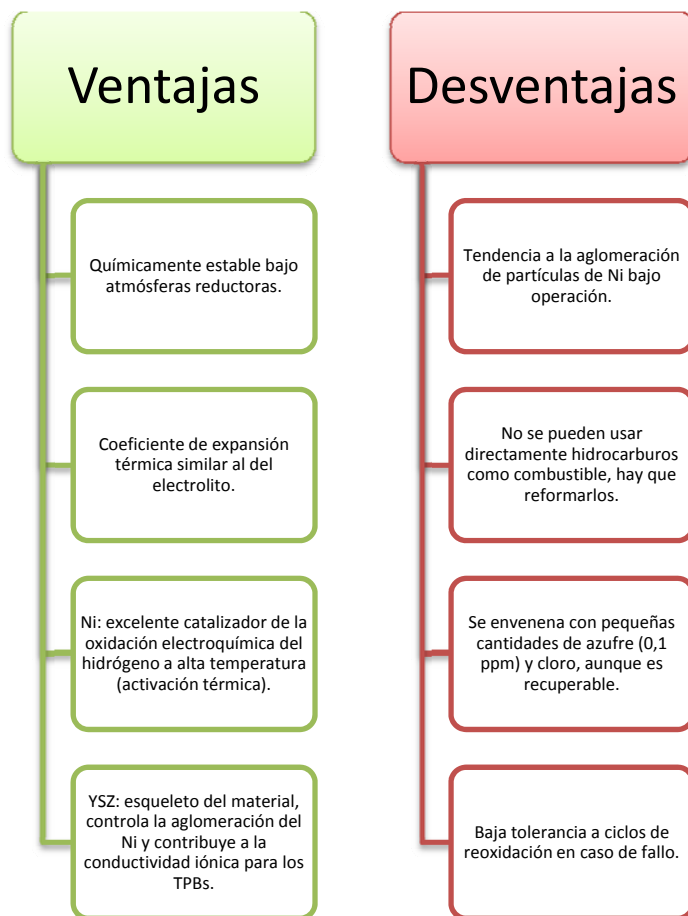 Ventajas
Químicamente estable bajo
atmósferas reductoras.
Coeficiente de expansión
térmica similar al del
electrolito.
Ni: excelente catalizador de la
oxidación electroquímica del
hidrógeno a alta temperatura
(activación térmica).
YSZ: esqueleto del material,
controla la aglomeración del
Ni y contribuye a la
conductividad iónica para los
TPBs.
Desventajas
Tendencia a la aglomeración
de partículas de Ni bajo
operación.
No se pueden usar
directamente hidrocarburos
como combustible, hay que
reformarlos.
Se envenena con pequeñas
cantidades de azufre (0,1
ppm) y cloro, aunque es
recuperable.
Baja tolerancia a ciclos de
reoxidación en caso de fallo.